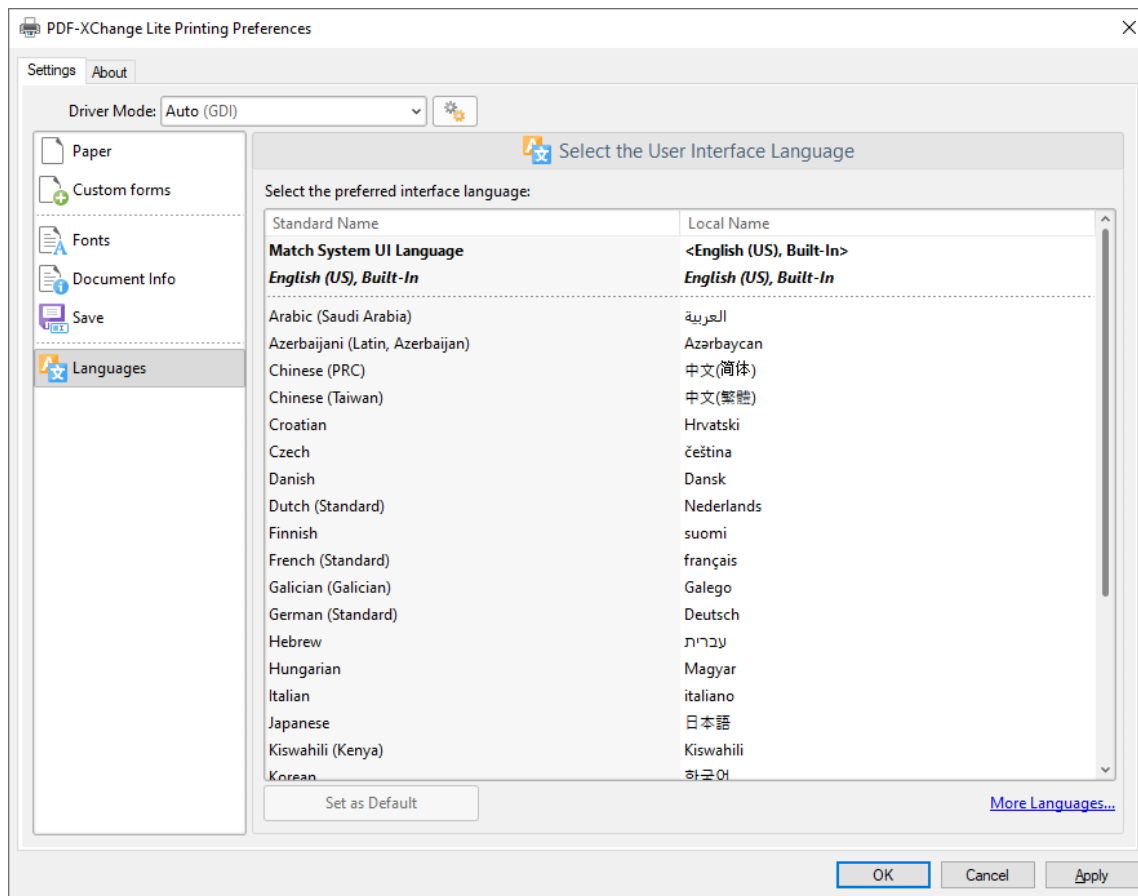 PDF-XChange Lite Printing Preferences
Settings About
Driver Mode: Auto (GDI)
Paper
Custom forms
Fonts
Document Info
Save
Languages
Select the User Interface Language
Select the preferred interface language:
Standard Name Local Name
Match System UI Language <English (US), Built-In>
English (US), Built-In English (US), Built-In
Arabic (Saudi Arabia) العربية
Azerbaijani (Latin, Azerbaijan) Azərbaycan
Chinese (PRC) 中文(简体)
Chinese (Taiwan) 中文(繁體)
Croatian Hrvatski
Czech čeština
Danish Dansk
Dutch (Standard) Nederlands
Finnish suomi
French (Standard) français
Galician (Galician) Galego
German (Standard) Deutsch
Hebrew עברית
Hungarian Magyar
Italian italiano
Japanese 日本語
Kiswahili (Kenya) Kiswahili
Korean 한국어
Set as Default More Languages...
OK Cancel Apply